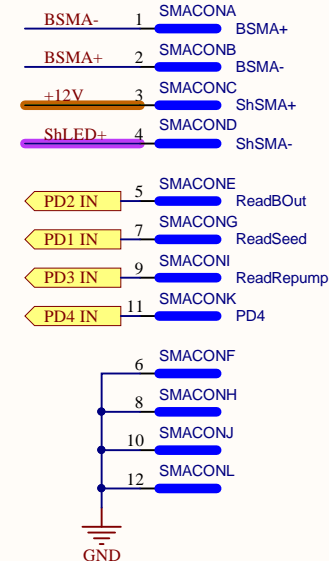 BSMA- 1 SMACONA BSMA+
BSMA+ 2 SMACONB BSMA-
+12V 3 SMACONC ShSMA+
ShLED+ 4 SMACOND ShSMA-
PD2 IN 5 SMACONE ReadBOut
PD1 IN 7 SMACONG ReadSeed
PD3 IN 9 SMACONI ReadRepump
PD4 IN 11 SMACONK PD4
6 SMACONF
8 SMACONH
10 SMACONJ
12 SMACONL
GND